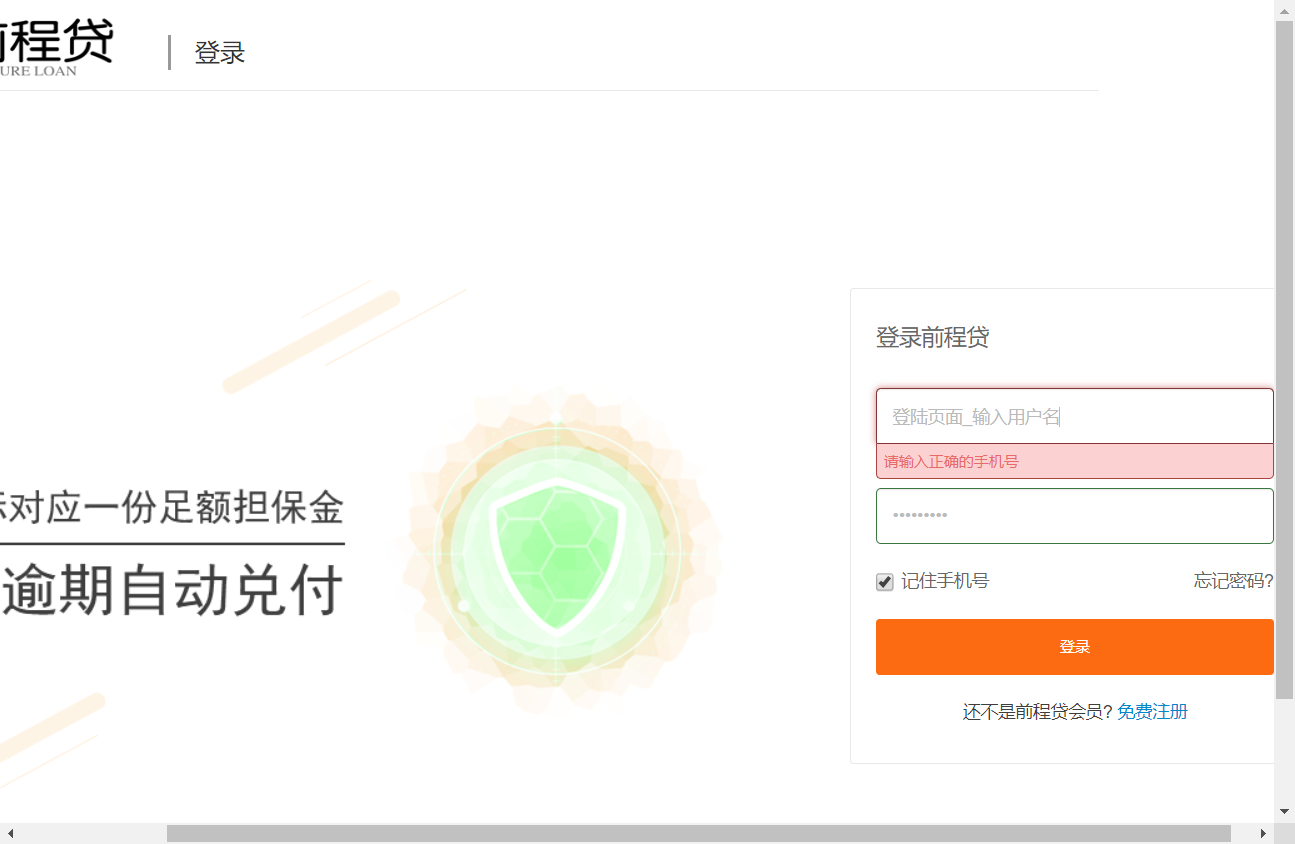 前程贷
URE LOAN
登录
登录前程贷
登陆页面_输入用户名
请输入正确的手机号
•••••••••
记住手机号
忘记密码?
登录
还不是前程贷会员? 免费注册
标对应一份足额担保金
逾期自动兑付